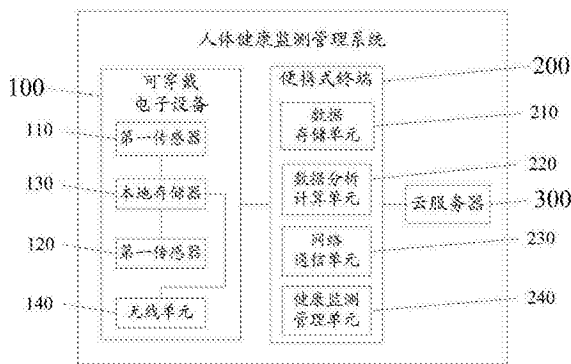 人体健康监测管理系统
100
可穿戴
电子设备
110
第一传感器
130
本地存储器
120
第一传感器
140
无线单元
便携式终端
200
数据
存储单元
210
数据分析
计算单元
220
网络
通信单元
230
健康监测
管理单元
240
云服务器
300